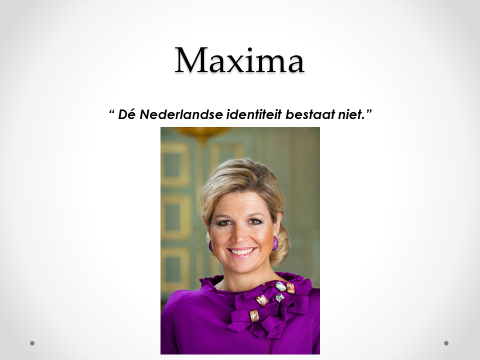 Maxima
“ Dé Nederlandse identiteit bestaat niet.”